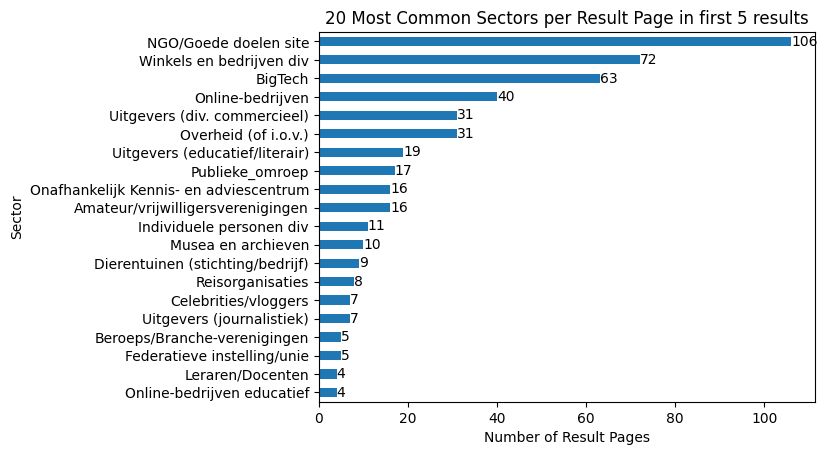 20 Most Common Sectors per Result Page in first 5 results
NGO/Goede doelen site 106
Winkels en bedrijven div 72
BigTech 63
Online-bedrijven 40
Uitgevers (div. commercieel) 31
Overheid (of i.o.v.) 31
Uitgevers (educatief/literair) 19
Publieke_omroep 17
Onafhankelijk Kennis- en adviescentrum 16
Amateur/vrijwilligersverenigingen 16
Individuele personen div 11
Musea en archieven 10
Dierentuinen (stichting/bedrijf) 9
Reisorganisaties 8
Celebrities/vloggers 7
Uitgevers (journalistiek) 7
Beroeps/Branche-verenigingen 5
Federatieve instelling/unie 5
Leraren/Docenten 4
Online-bedrijven educatief 4
Sector
0 20 40 60 80 100
Number of Result Pages